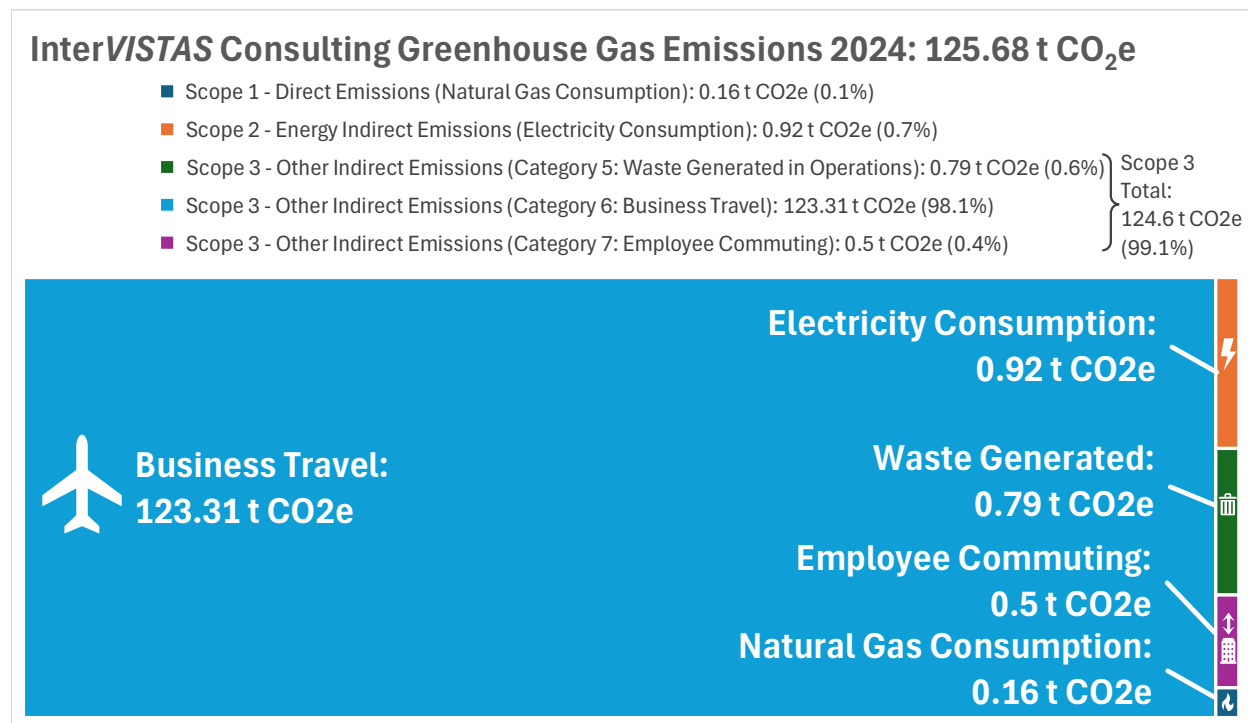 InterVISTAS Consulting Greenhouse Gas Emissions 2024: 125.68 t CO₂e
Scope 1 - Direct Emissions (Natural Gas Consumption): 0.16 t CO2e (0.1%)
Scope 2 - Energy Indirect Emissions (Electricity Consumption): 0.92 t CO2e (0.7%)
Scope 3 - Other Indirect Emissions (Category 5: Waste Generated in Operations): 0.79 t CO2e (0.6%)
Scope 3 - Other Indirect Emissions (Category 6: Business Travel): 123.31 t CO2e (98.1%)
Scope 3 - Other Indirect Emissions (Category 7: Employee Commuting): 0.5 t CO2e (0.4%)
Scope 3
Total:
124.6 t CO2e
(99.1%)
Business Travel:
123.31 t CO2e
Electricity Consumption:
0.92 t CO2e
Waste Generated:
0.79 t CO2e
Employee Commuting:
0.5 t CO2e
Natural Gas Consumption:
0.16 t CO2e